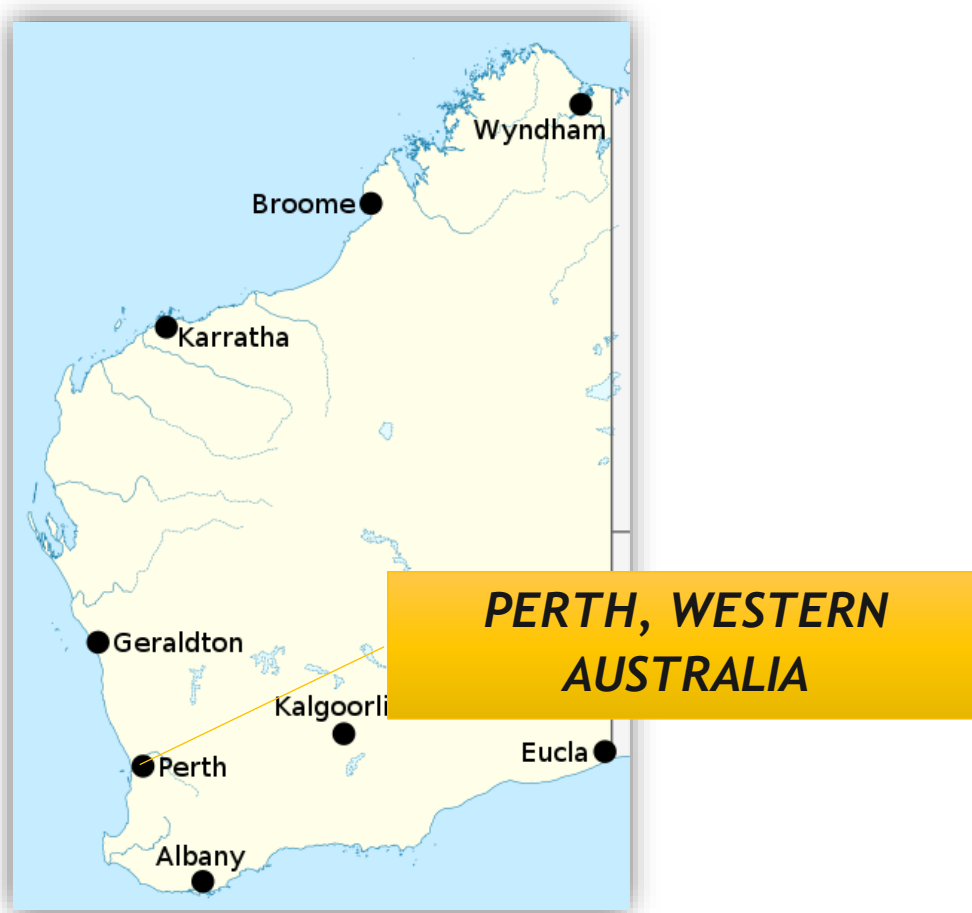 Wyndham
Broome
Karratha
PERTH, WESTERN
AUSTRALIA
Geraldton
Kalgoorli
Eucla
Perth
Albany